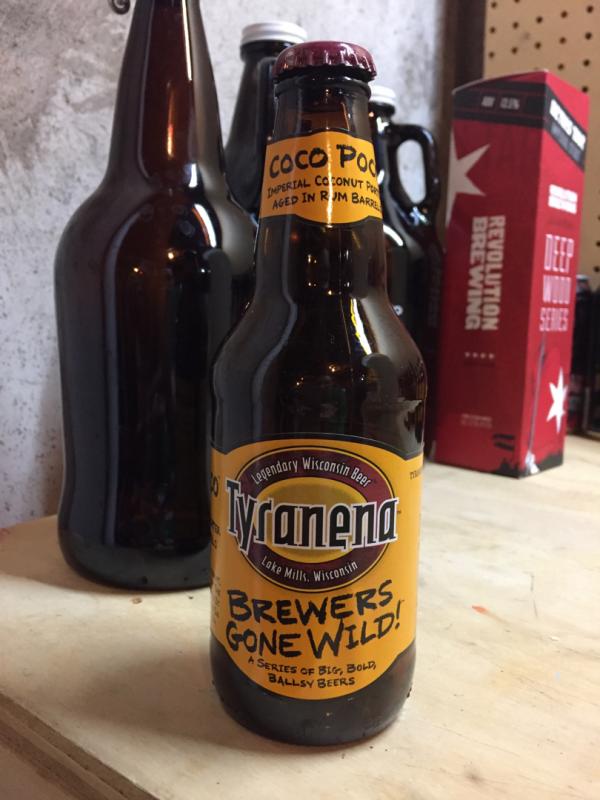 COCO POC
IMPERIAL COCONUT POR
AGED IN RUM BARREL
Legendary Wisconsin Beer
Tyranena
Lake Mills, Wisconsin
BREWERS
GONE WILD!
A SERIES OF BIG, BOLD,
BALLSY BEERS
REVOLUTION
BREWING
DEEP
WOOD
SERIES